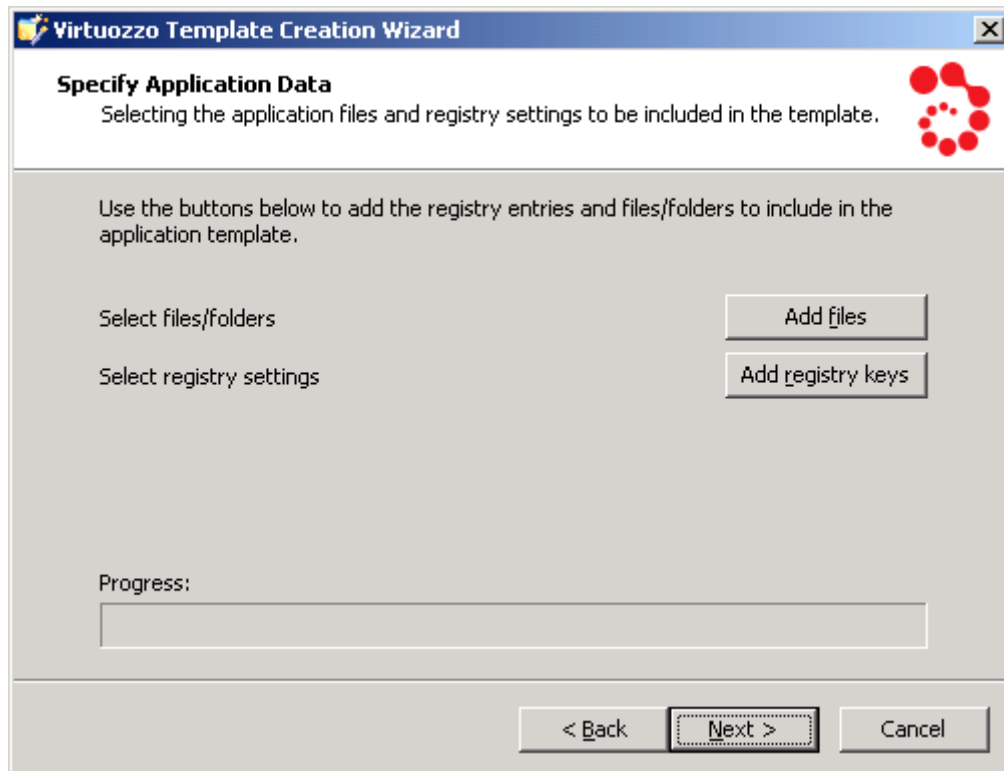 Virtuozzo Template Creation Wizard
Specify Application Data
Selecting the application files and registry settings to be included in the template.
Use the buttons below to add the registry entries and files/folders to include in the
application template.
Select files/folders
Add files
Select registry settings
Add registry keys
Progress:
< Back
Next >
Cancel